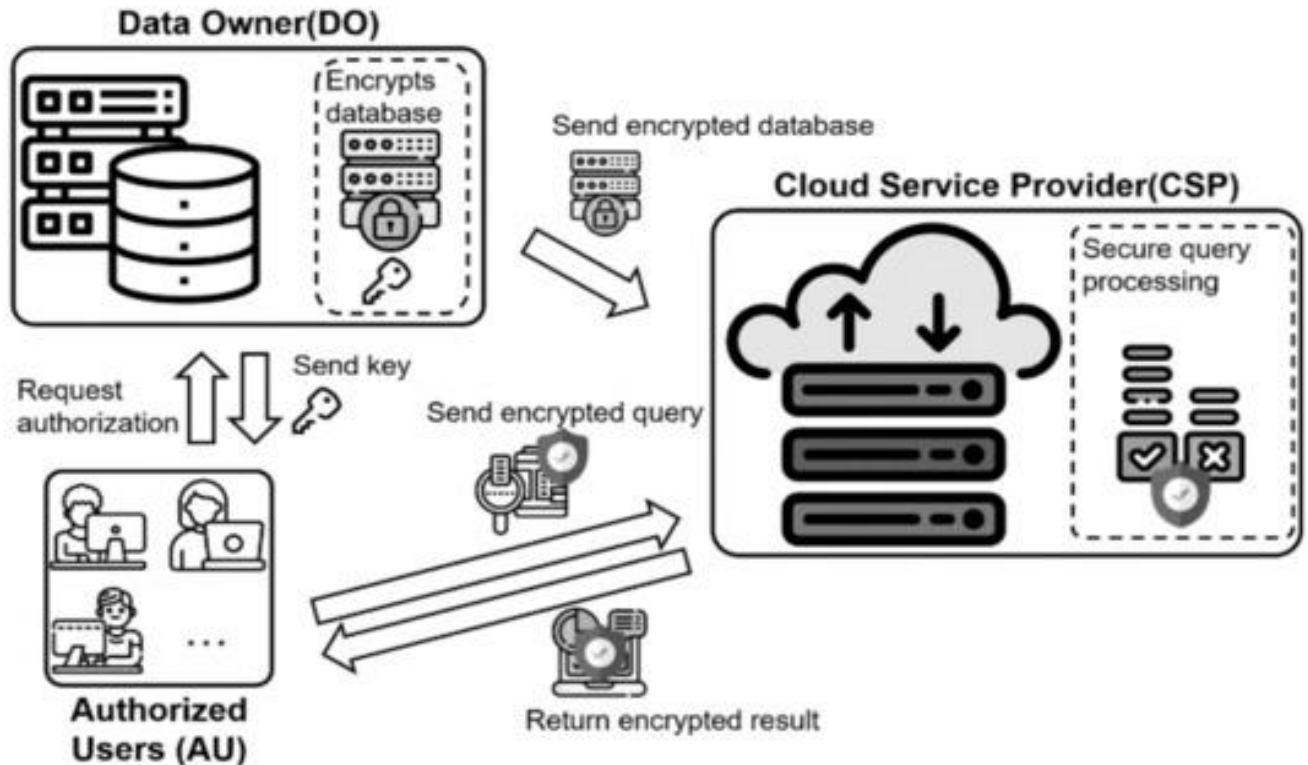 Data Owner(DO)
Encrypts
database
Send encrypted database
Cloud Service Provider(CSP)
Secure query
processing
Request
authorization
Send key
Send encrypted query
Return encrypted result
Authorized
Users (AU)